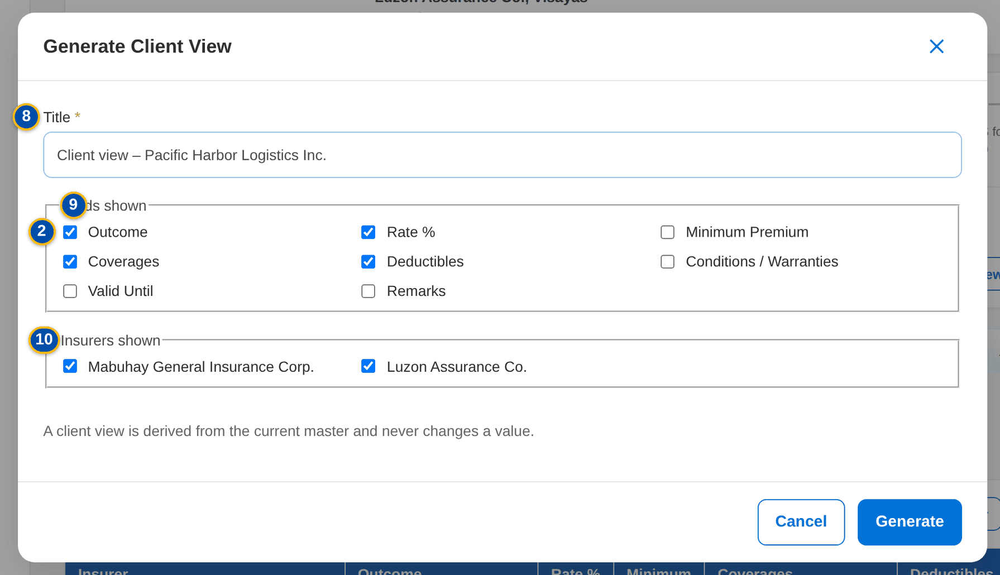 Luzon Assurance Co., Visayas
Generate Client View
8 Title *
Client view – Pacific Harbor Logistics Inc.
9 ds shown
2 Outcome Rate % Minimum Premium
Coverages Deductibles Conditions / Warranties
Valid Until Remarks
10 Insurers shown
Mabuhay General Insurance Corp. Luzon Assurance Co.
A client view is derived from the current master and never changes a value.
Cancel Generate
Insurer Outcome Rate % Minimum Coverages Deductibles